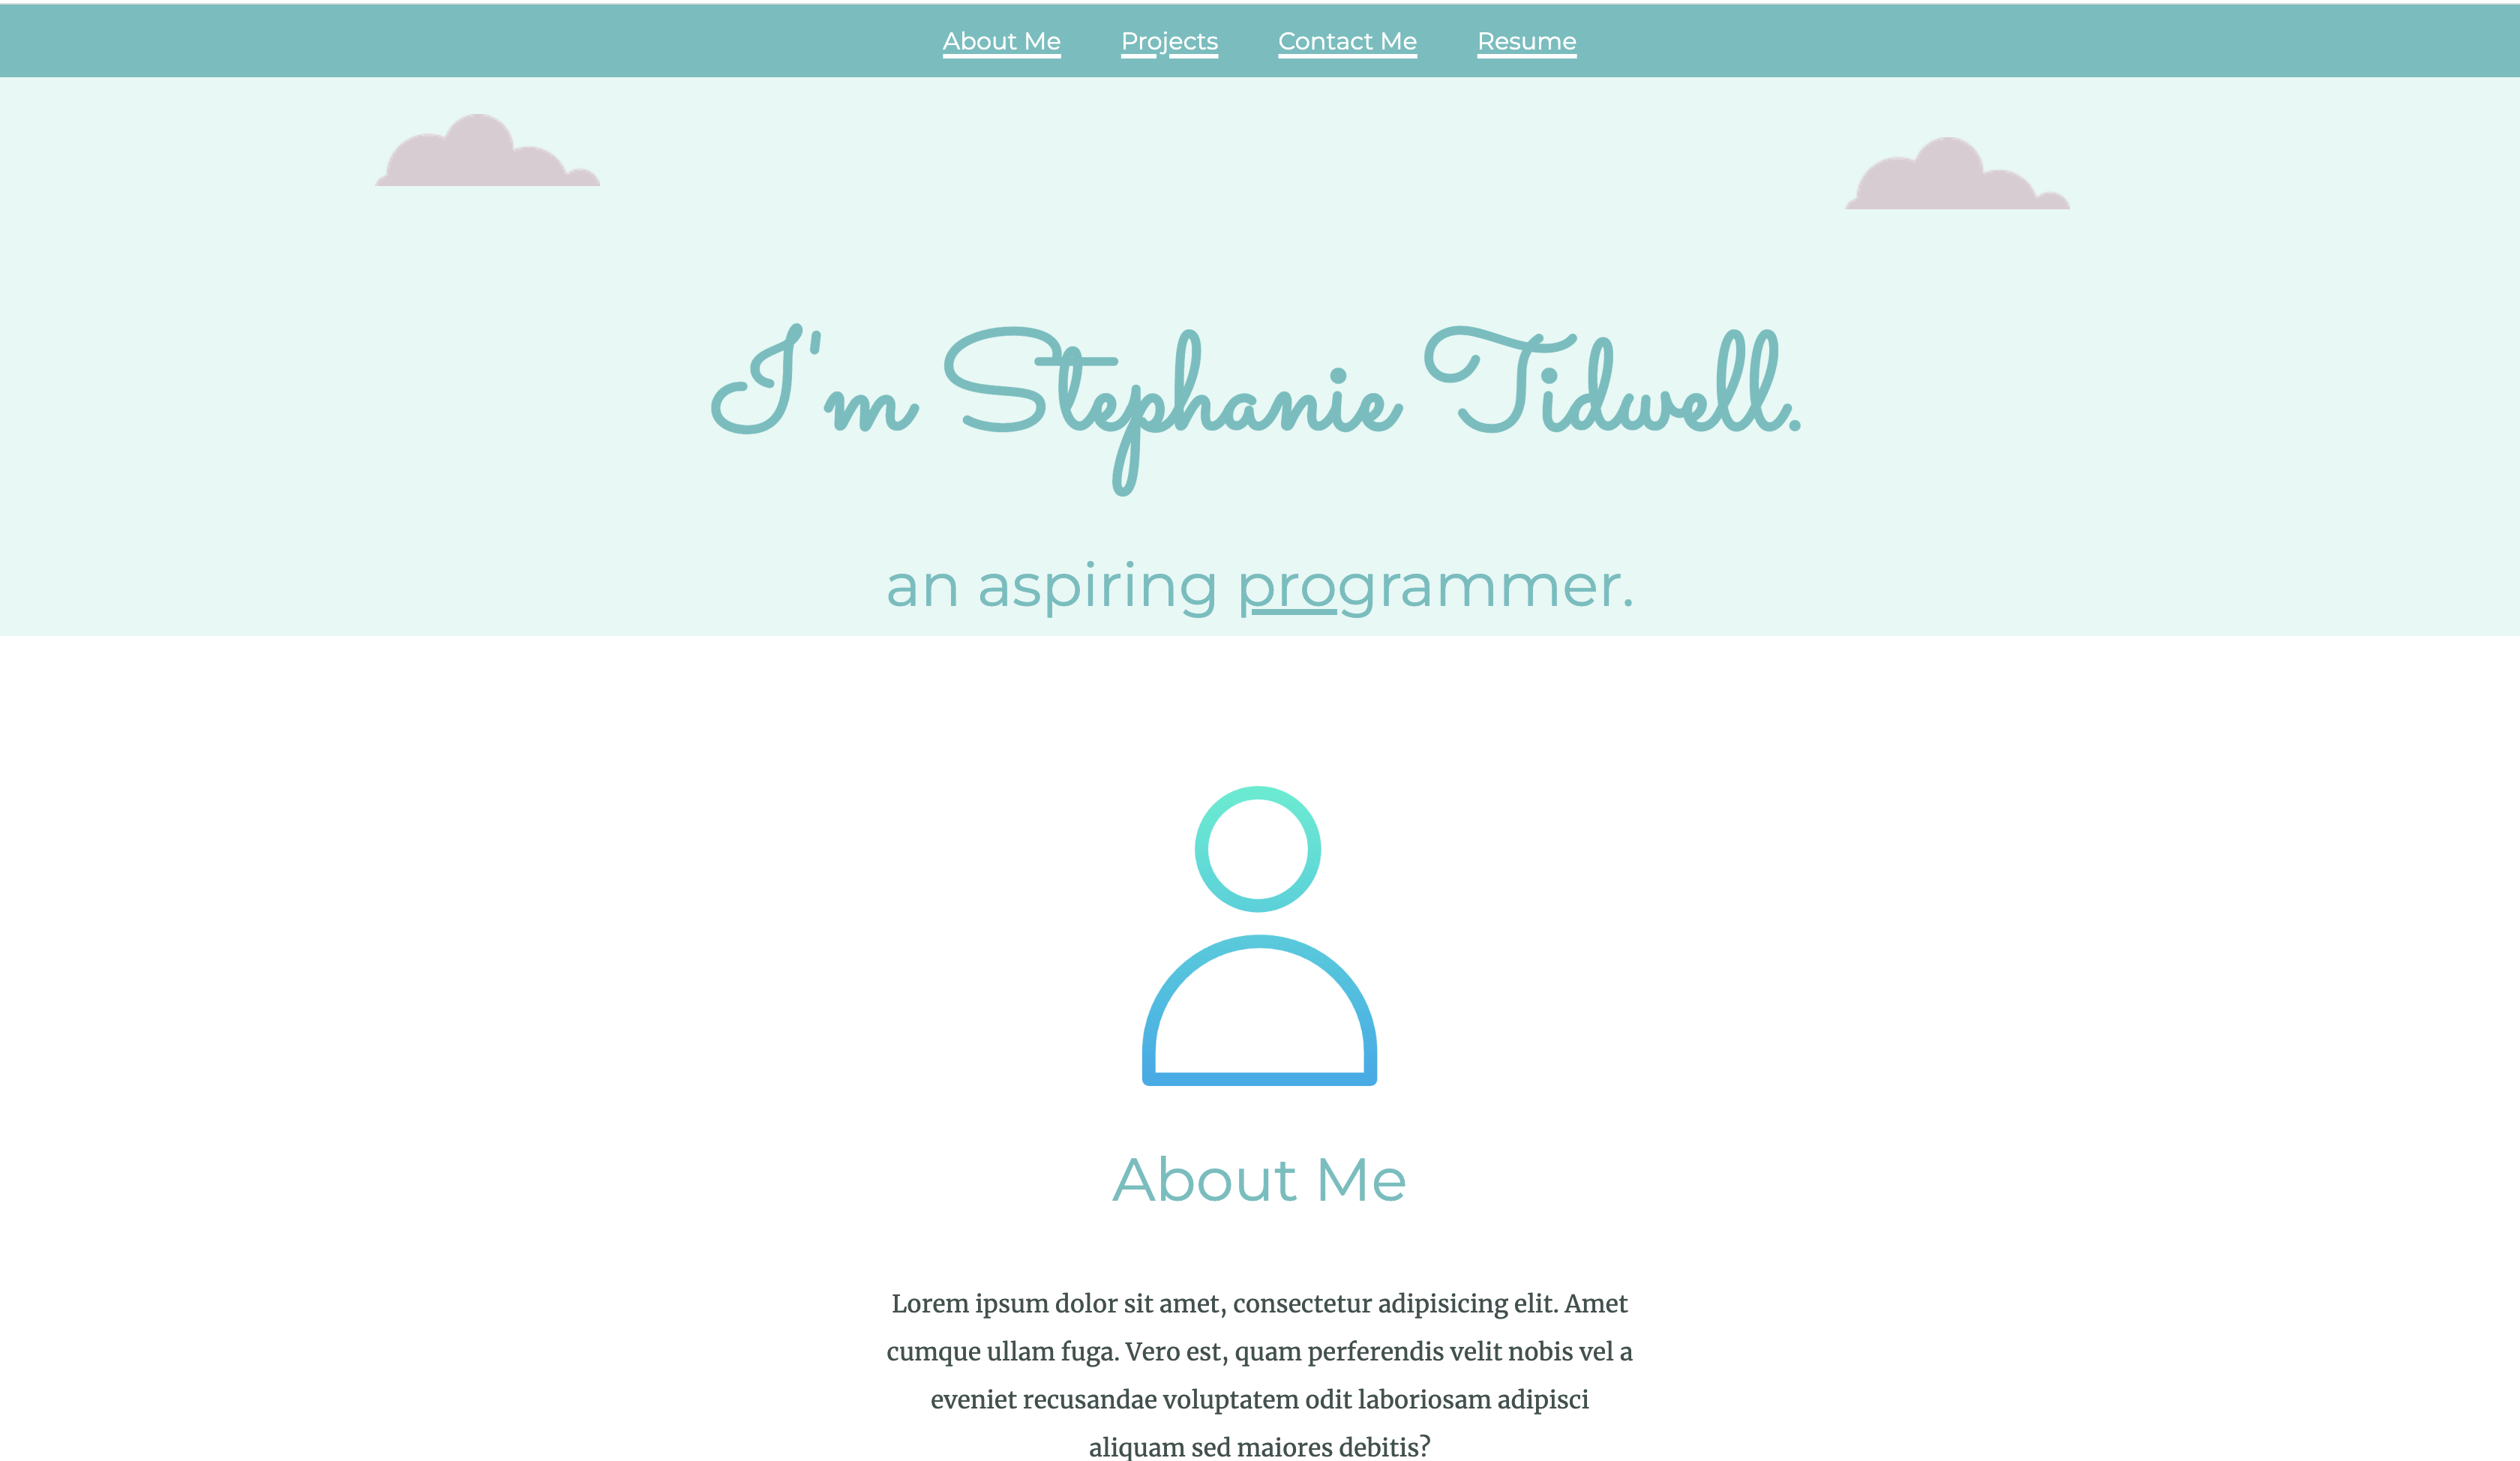 About Me Projects Contact Me Resume
I'm Stephanie Tidwell.
an aspiring programmer.
About Me
Lorem ipsum dolor sit amet, consectetur adipisicing elit. Amet
cumque ullam fuga. Vero est, quam perferendis velit nobis vel a
eveniet recusandae voluptatem odit laboriosam adipisci
aliquam sed maiores debitis?